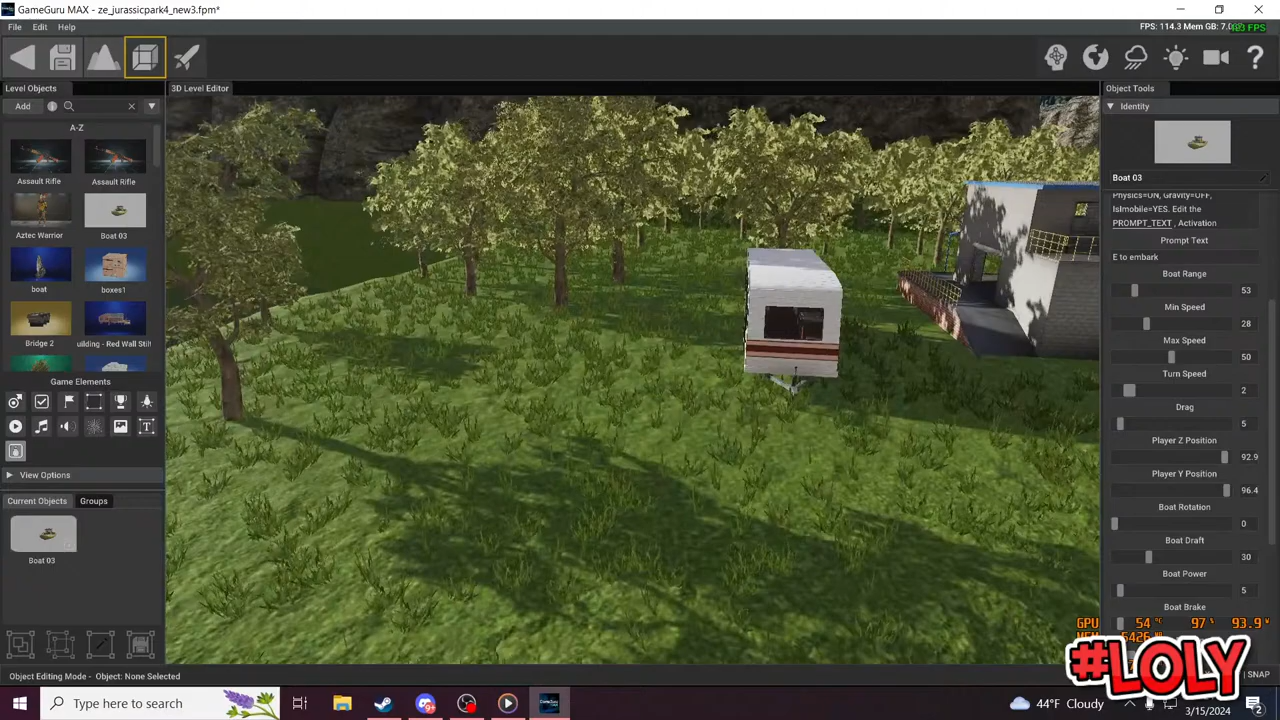 GameGuru MAX - ze_jurassicpark4_new3.fpm*
File Edit Help
FPS: 114.3 Mem GB: 7.0
FPS
Level Objects
3D Level Editor
Object Tools
Add
Identity
A-Z
Assault Rifle Assault Rifle
Aztec Warrior Boat 03
boat boxes1
Bridge 2 uilding - Red Wall Stil
Game Elements
View Options
Current Objects Groups
Boat 03
Boat 03
Physics=ON, Gravity=OFF,
IsImobile=YES. Edit the
PROMPT_TEXT , Activation
Prompt Text
E to embark
Boat Range
53
Min Speed
28
Max Speed
50
Turn Speed
2
Drag
5
Player Z Position
92.9
Player Y Position
96.4
Boat Rotation
0
Boat Draft
30
Boat Power
5
Boat Brake
GPU 54 °C 97 % 93.9 W
MEM 5426
#LOLY
Object Editing Mode - Object: None Selected
SNAP
Type here to search
44°F Cloudy
3/15/2024
2